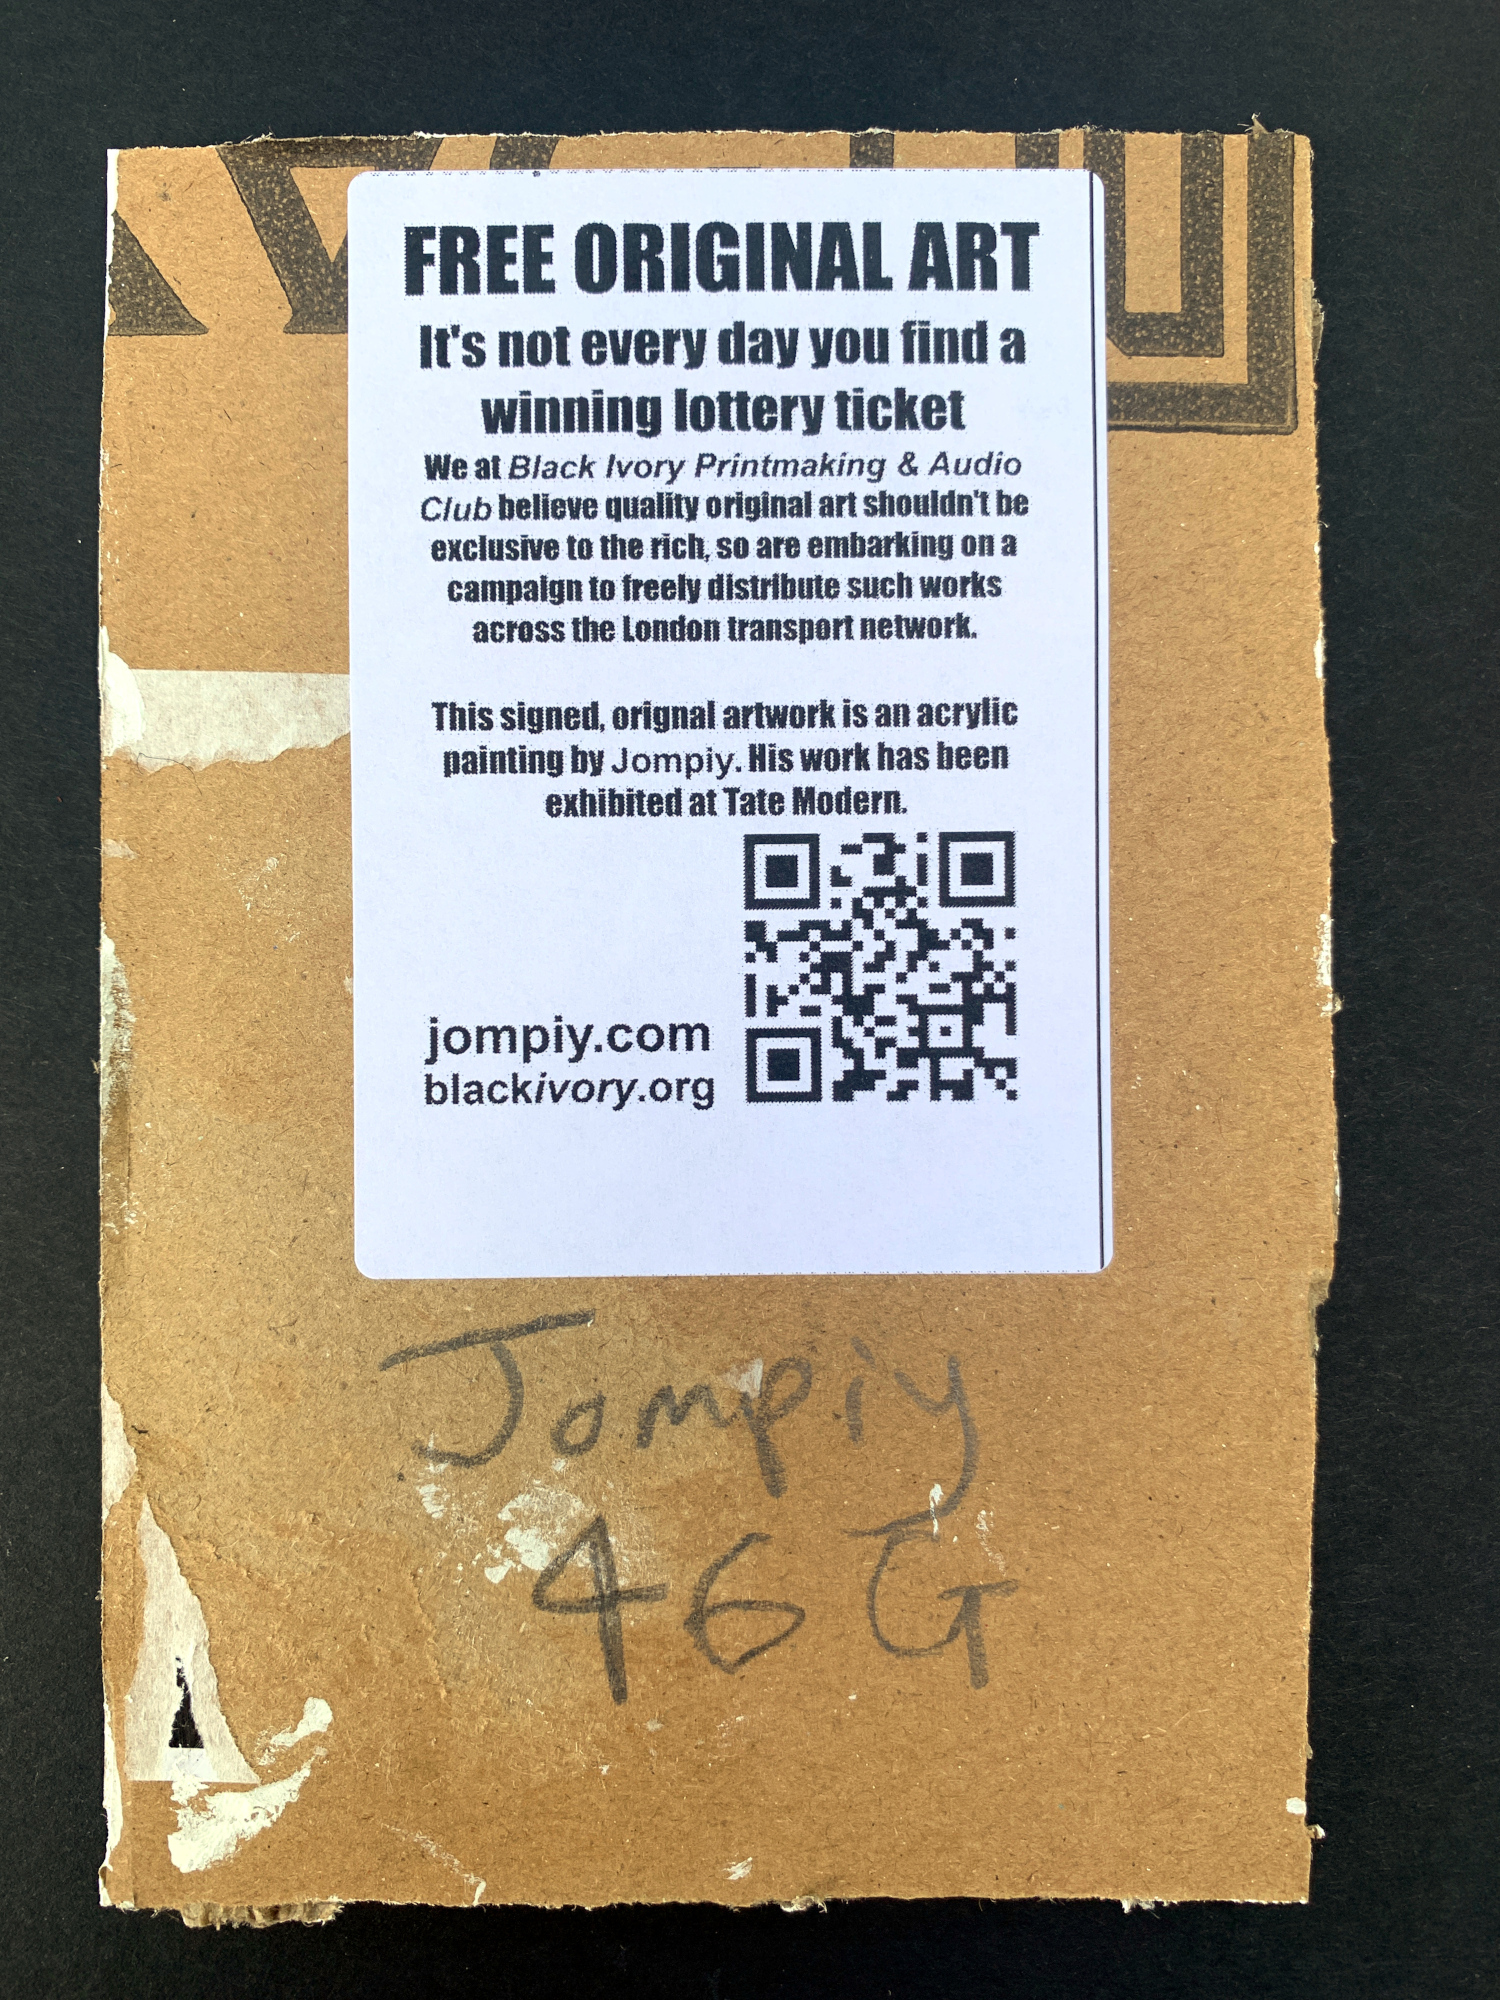 FREE ORIGINAL ART
It's not every day you find a
winning lottery ticket
We at Black Ivory Printmaking & Audio
Club believe quality original art shouldn't be
exclusive to the rich, so are embarking on a
campaign to freely distribute such works
across the London transport network.
This signed, orignal artwork is an acrylic
painting by Jompiy. His work has been
exhibited at Tate Modern.
jompiy.com
blackivory.org
Jompiy
46 G